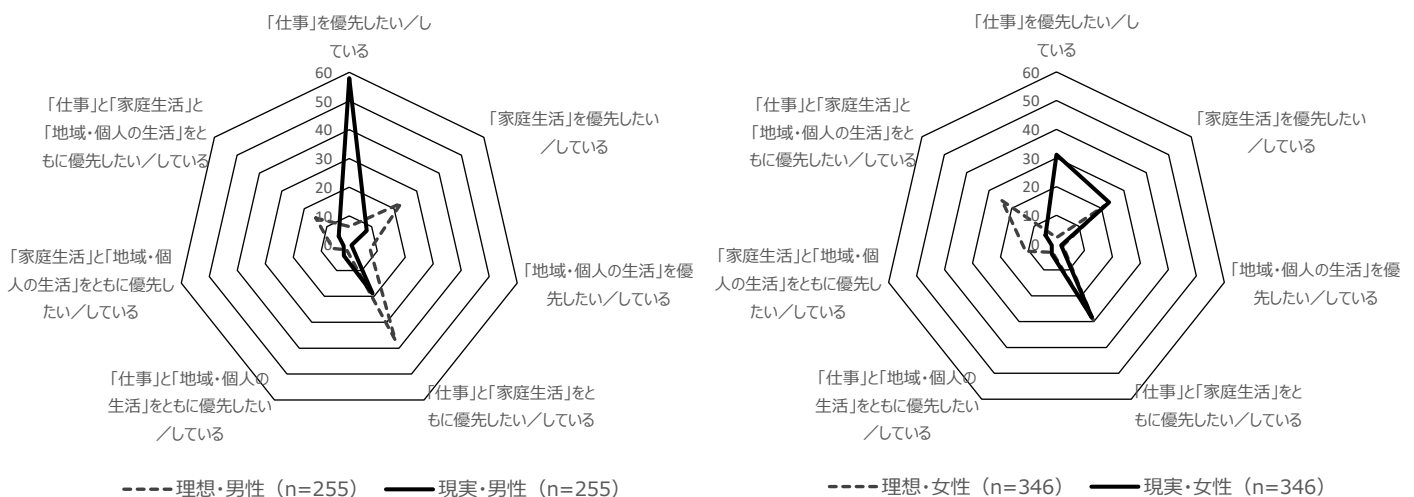 「仕事」を優先したい／し
ている
60
50
40
30
20
10
0
「家庭生活」を優先したい
／している
「地域・個人の生活」を優
先したい／している
「仕事」と「家庭生活」をと
もに優先したい／している
「仕事」と「地域・個人の
生活」をともに優先したい
／している
「家庭生活」と「地域・個
人の生活」をともに優先し
たい／している
「仕事」と「家庭生活」と
「地域・個人の生活」をと
もに優先したい／している
理想・男性（n=255）
現実・男性（n=255）
「仕事」を優先したい／し
ている
60
50
40
30
20
10
0
「家庭生活」を優先したい
／している
「地域・個人の生活」を優
先したい／している
「仕事」と「家庭生活」をと
もに優先したい／している
「仕事」と「地域・個人の
生活」をともに優先したい
／している
「家庭生活」と「地域・個
人の生活」をともに優先し
たい／している
「仕事」と「家庭生活」と
「地域・個人の生活」をと
もに優先したい／している
理想・女性（n=346）
現実・女性（n=346）